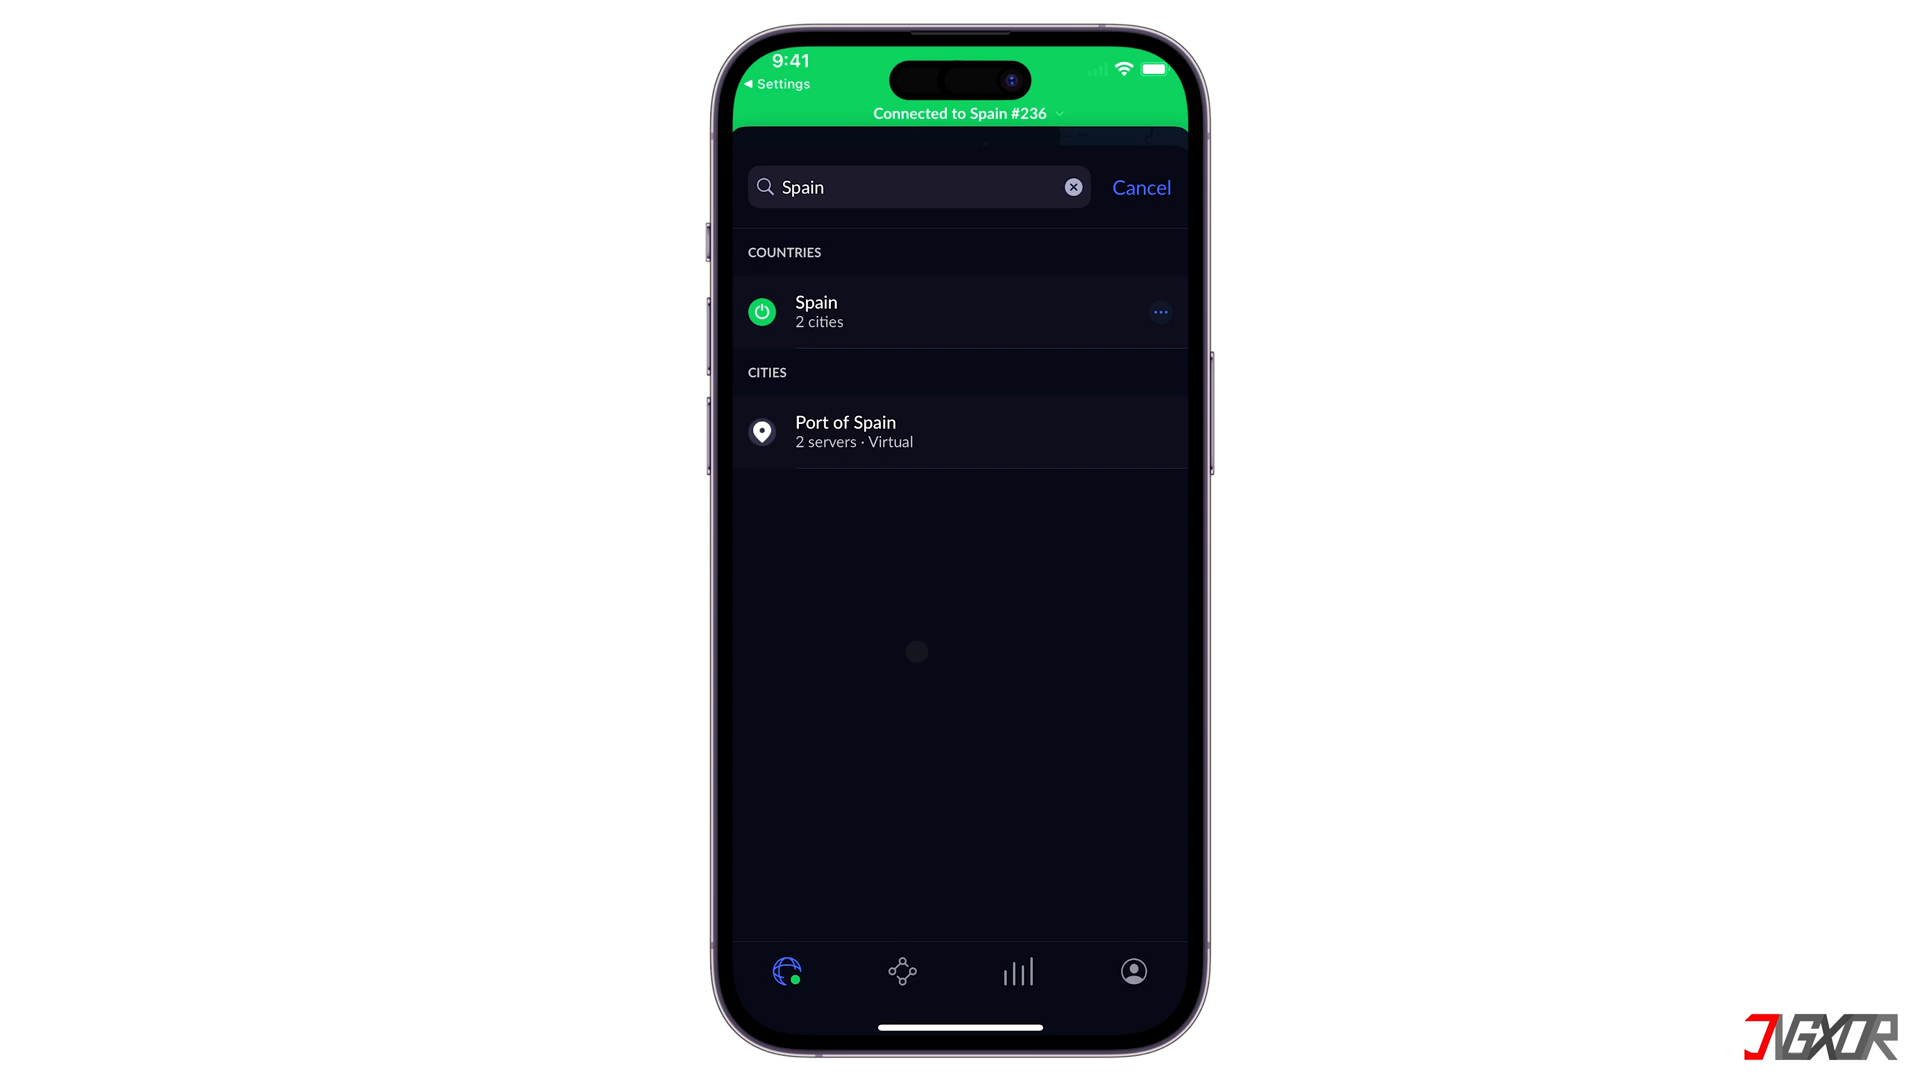 9:41
Settings
Connected to Spain #236
Spain
Cancel
COUNTRIES
Spain
2 cities
CITIES
Port of Spain
2 servers · Virtual
JVGXOR